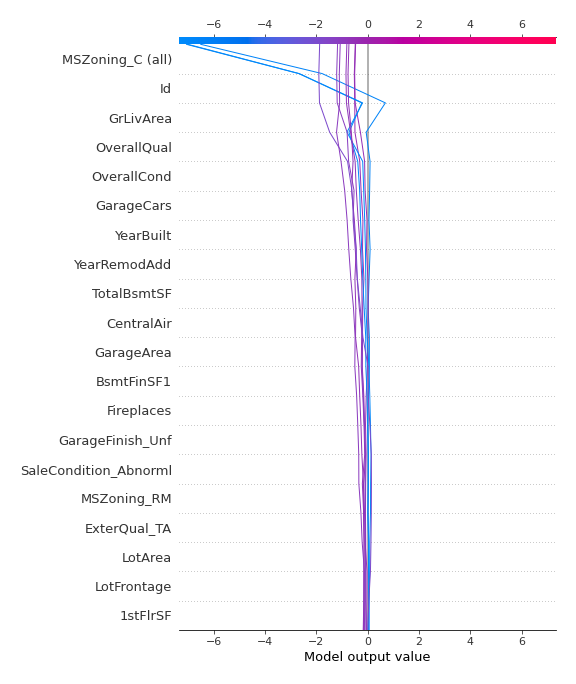 −6 −4 −2 0 2 4 6
MSZoning_C (all)
Id
GrLivArea
OverallQual
OverallCond
GarageCars
YearBuilt
YearRemodAdd
TotalBsmtSF
CentralAir
GarageArea
BsmtFinSF1
Fireplaces
GarageFinish_Unf
SaleCondition_Abnorml
MSZoning_RM
ExterQual_TA
LotArea
LotFrontage
1stFlrSF
−6 −4 −2 0 2 4 6
Model output value